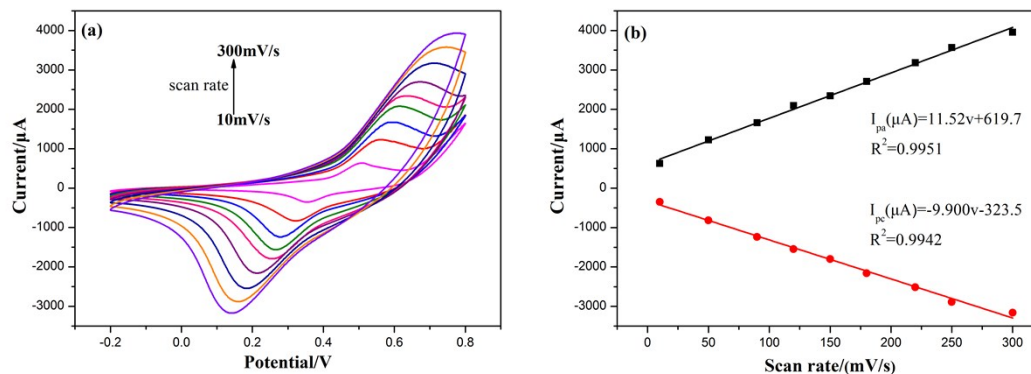 (a)
300mV/s
scan rate
10mV/s
4000
3000
2000
1000
0
-1000
-2000
-3000
Current/μA
-0.2 0.0 0.2 0.4 0.6 0.8
Potential/V
(b)
4000
3000
2000
1000
0
-1000
-2000
-3000
Current/μA
I_pa(μA)=11.52v+619.7
R²=0.9951
I_pc(μA)=-9.900v-323.5
R²=0.9942
0 50 100 150 200 250 300
Scan rate/(mV/s)